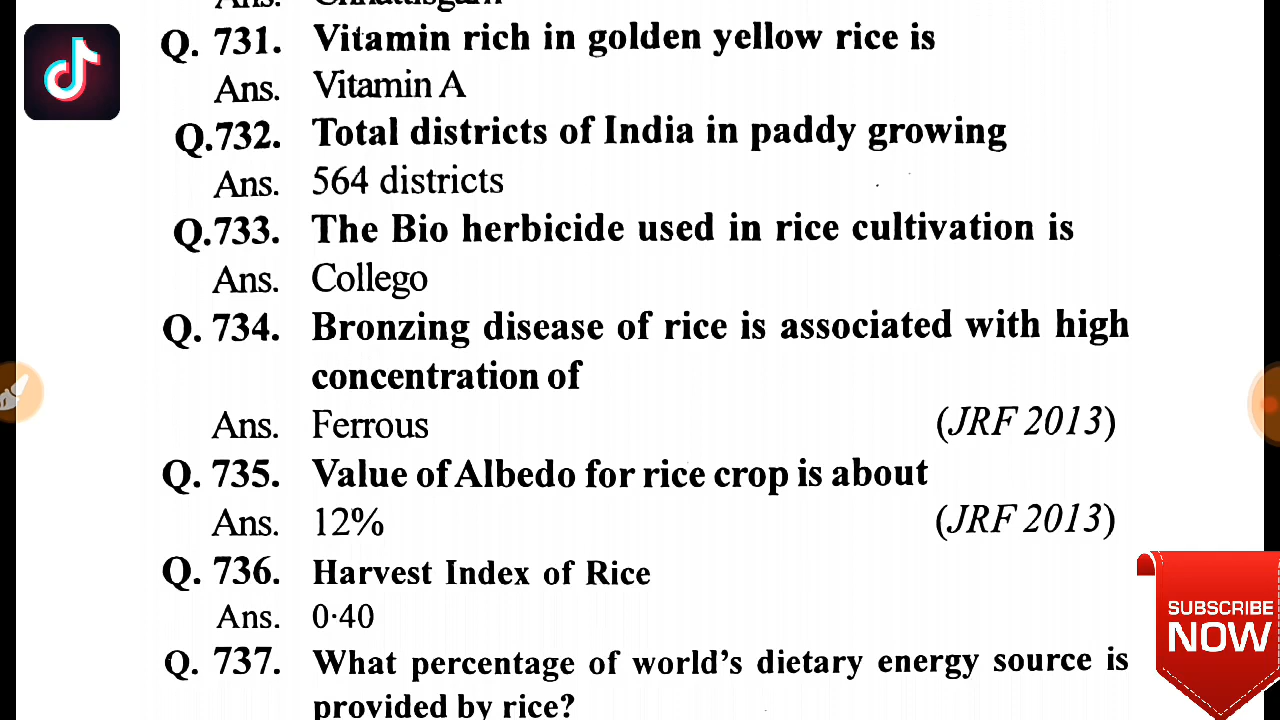 Q. 731. Vitamin rich in golden yellow rice is
Ans. Vitamin A
Q.732. Total districts of India in paddy growing
Ans. 564 districts
Q.733. The Bio herbicide used in rice cultivation is
Ans. Collego
Q. 734. Bronzing disease of rice is associated with high
concentration of
Ans. Ferrous (JRF 2013)
Q. 735. Value of Albedo for rice crop is about
Ans. 12% (JRF 2013)
Q. 736. Harvest Index of Rice
Ans. 0·40
Q. 737. What percentage of world's dietary energy source is
provided by rice?
SUBSCRIBE
NOW